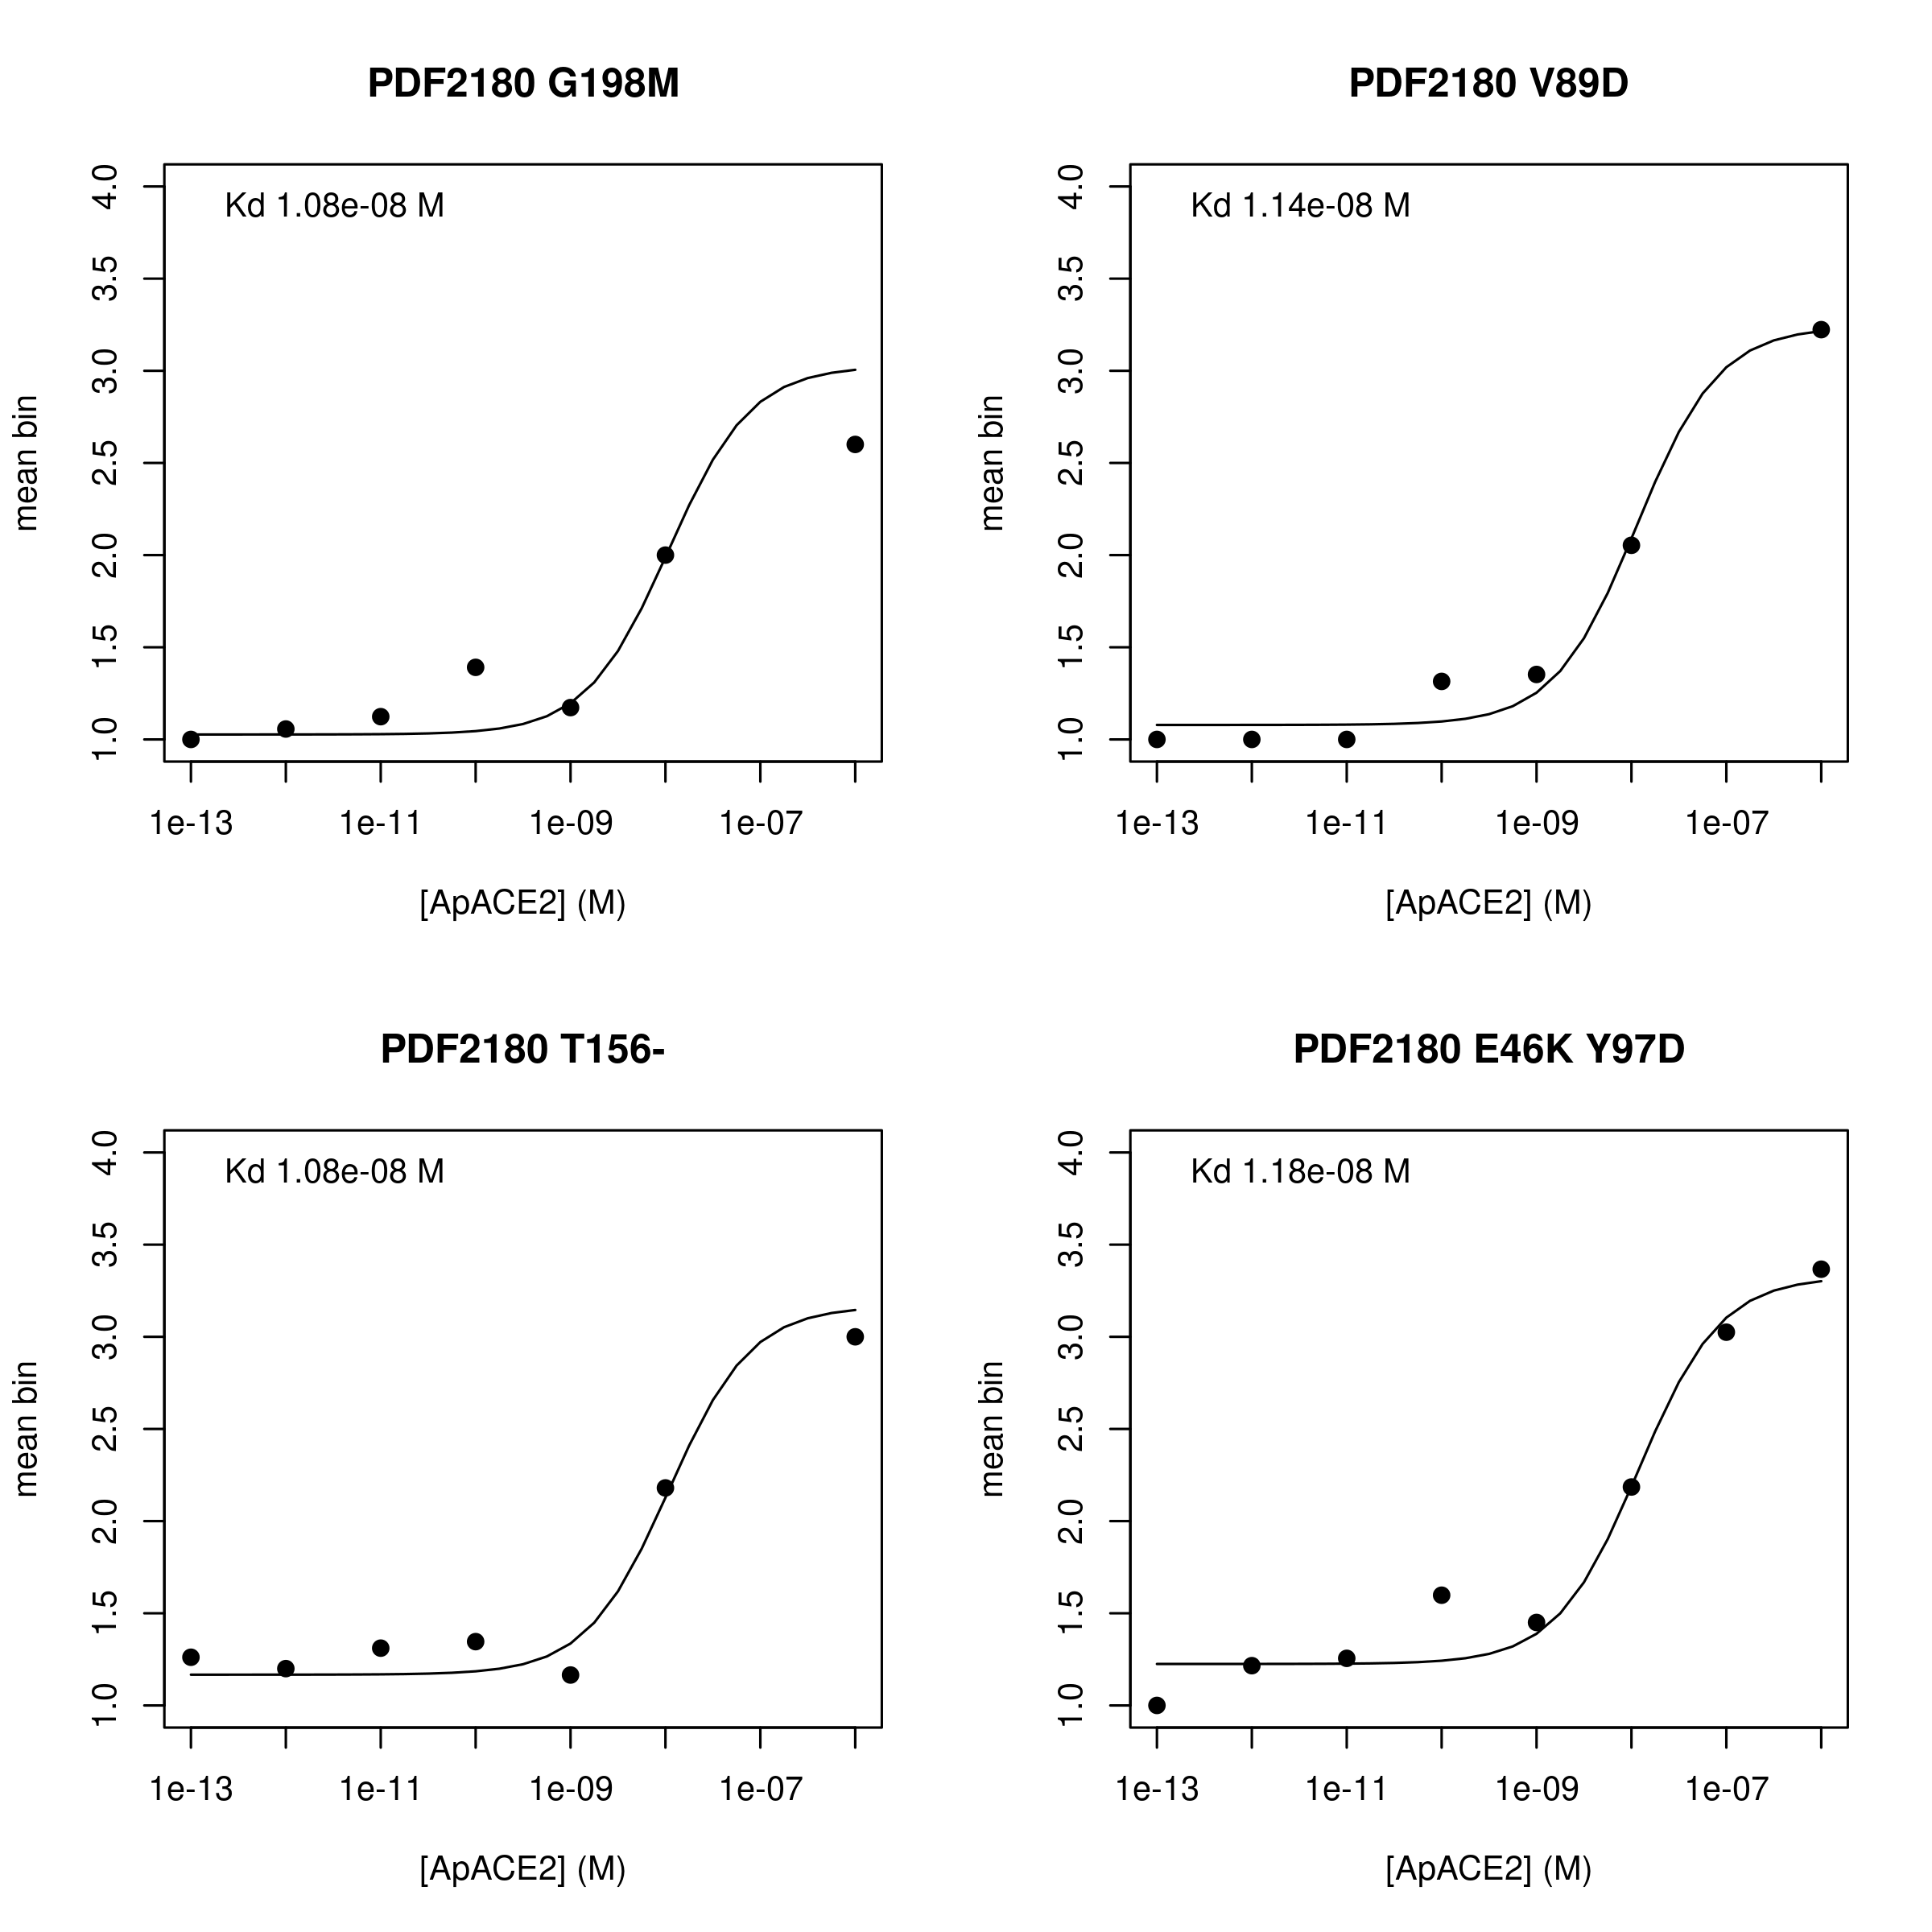 PDF2180 G198M
Kd 1.08e-08 M
mean bin
4.0
3.5
3.0
2.5
2.0
1.5
1.0
1e-13 1e-11 1e-09 1e-07
[ApACE2] (M)
PDF2180 V89D
Kd 1.14e-08 M
mean bin
4.0
3.5
3.0
2.5
2.0
1.5
1.0
1e-13 1e-11 1e-09 1e-07
[ApACE2] (M)
PDF2180 T156-
Kd 1.08e-08 M
mean bin
4.0
3.5
3.0
2.5
2.0
1.5
1.0
1e-13 1e-11 1e-09 1e-07
[ApACE2] (M)
PDF2180 E46K Y97D
Kd 1.18e-08 M
mean bin
4.0
3.5
3.0
2.5
2.0
1.5
1.0
1e-13 1e-11 1e-09 1e-07
[ApACE2] (M)